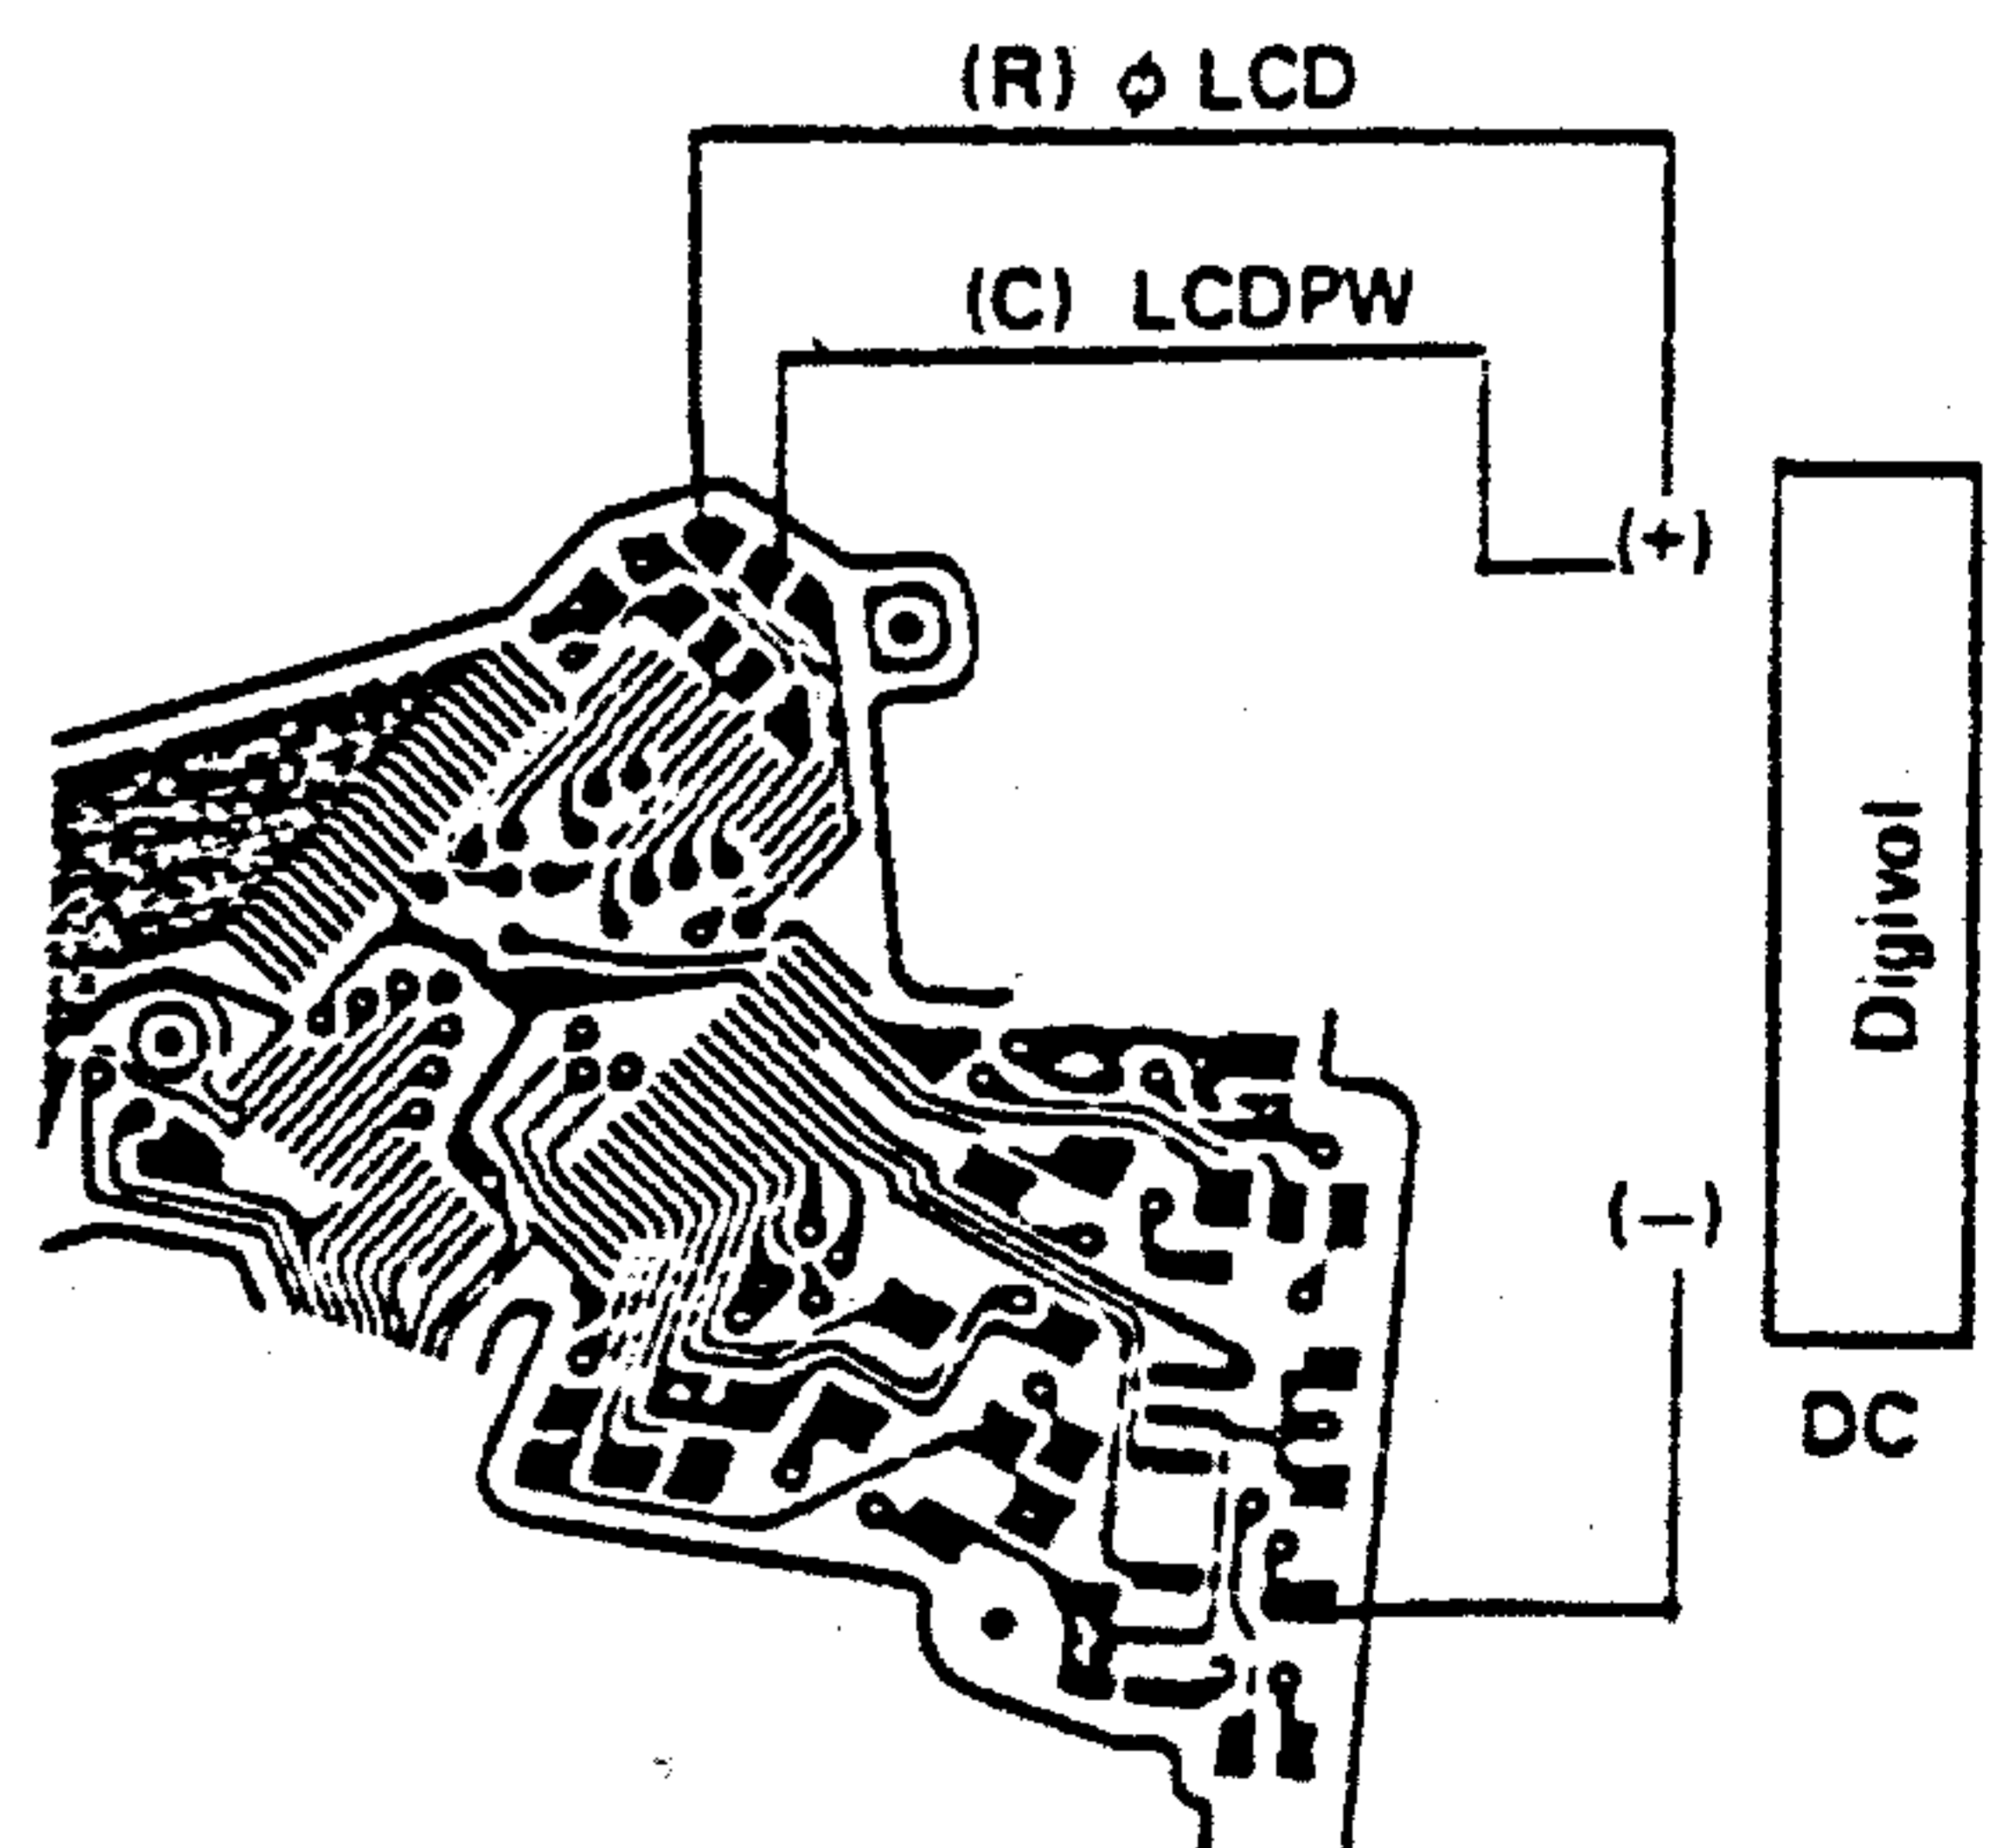 (R) ϕ LCD
(C) LCDPW
(+)
Digivol
(—)
DC